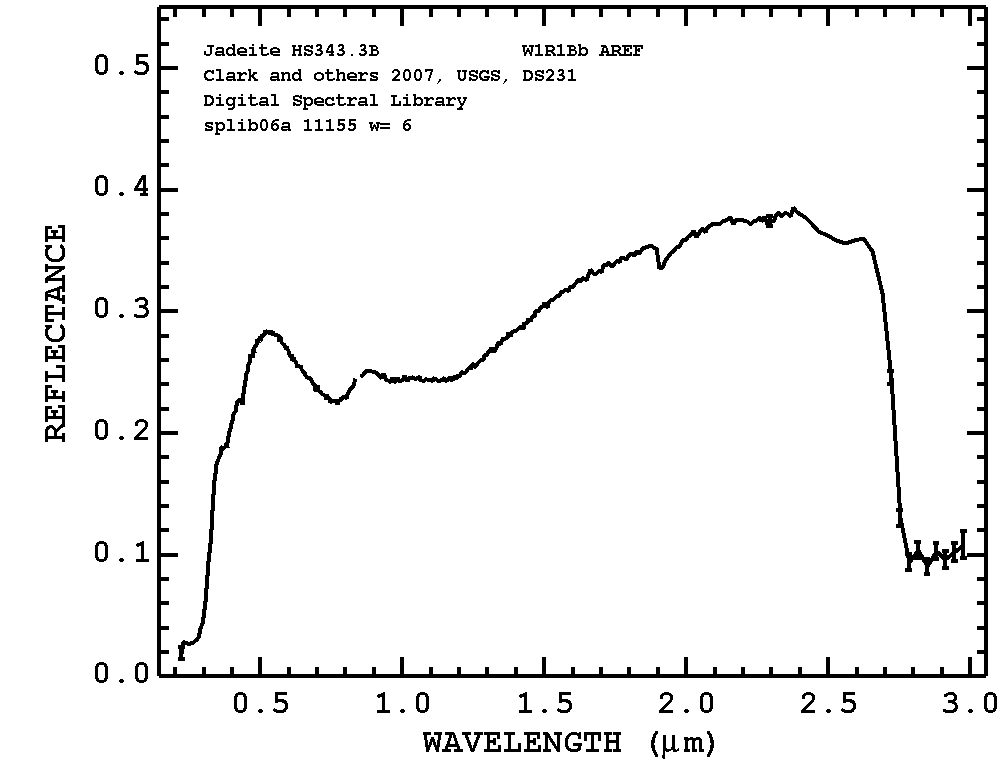 Jadeite HS343.3B W1R1Bb AREF
Clark and others 2007, USGS, DS231
Digital Spectral Library
splib06a 11155 w= 6
0.5
0.4
0.3
0.2
0.1
0.0
REFLECTANCE
0.5 1.0 1.5 2.0 2.5 3.0
WAVELENGTH (μm)